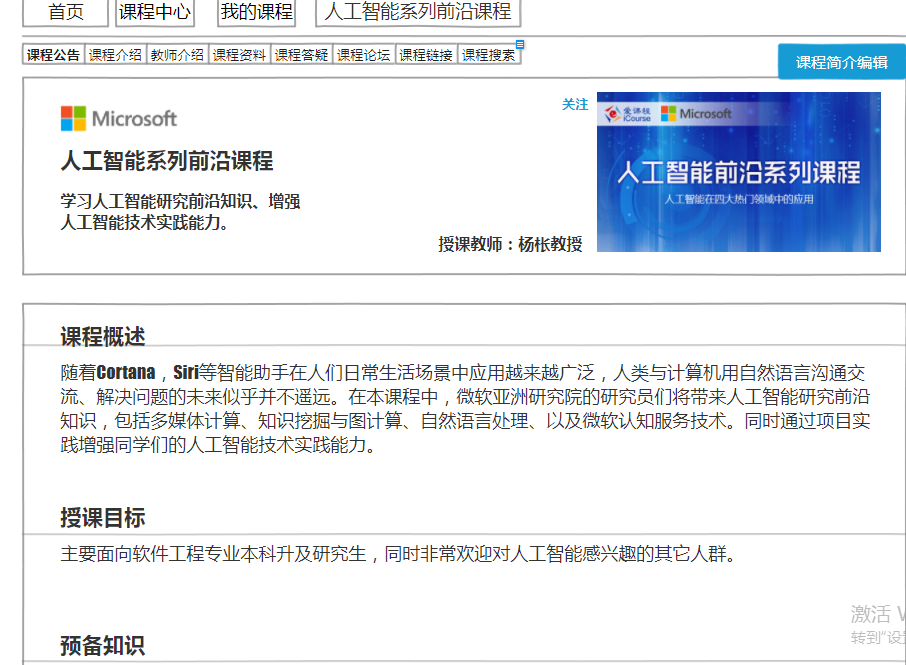 首页 课程中心 我的课程 人工智能系列前沿课程
课程公告 课程介绍 教师介绍 课程资料 课程答疑 课程论坛 课程链接 课程搜索
课程简介编辑
Microsoft
关注
爱课程 iCourse Microsoft
人工智能系列前沿课程
人工智能前沿系列课程
人工智能在四大热门领域中的应用
学习人工智能研究前沿知识、增强
人工智能技术实践能力。
授课教师：杨枨教授
课程概述
随着Cortana，Siri等智能助手在人们日常生活场景中应用越来越广泛，人类与计算机用自然语言沟通交
流、解决问题的未来似乎并不遥远。在本课程中，微软亚洲研究院的研究员们将带来人工智能研究前沿
知识，包括多媒体计算、知识挖掘与图计算、自然语言处理、以及微软认知服务技术。同时通过项目实
践增强同学们的人工智能技术实践能力。
授课目标
主要面向软件工程专业本科升及研究生，同时非常欢迎对人工智能感兴趣的其它人群。
激活
转到"设
预备知识